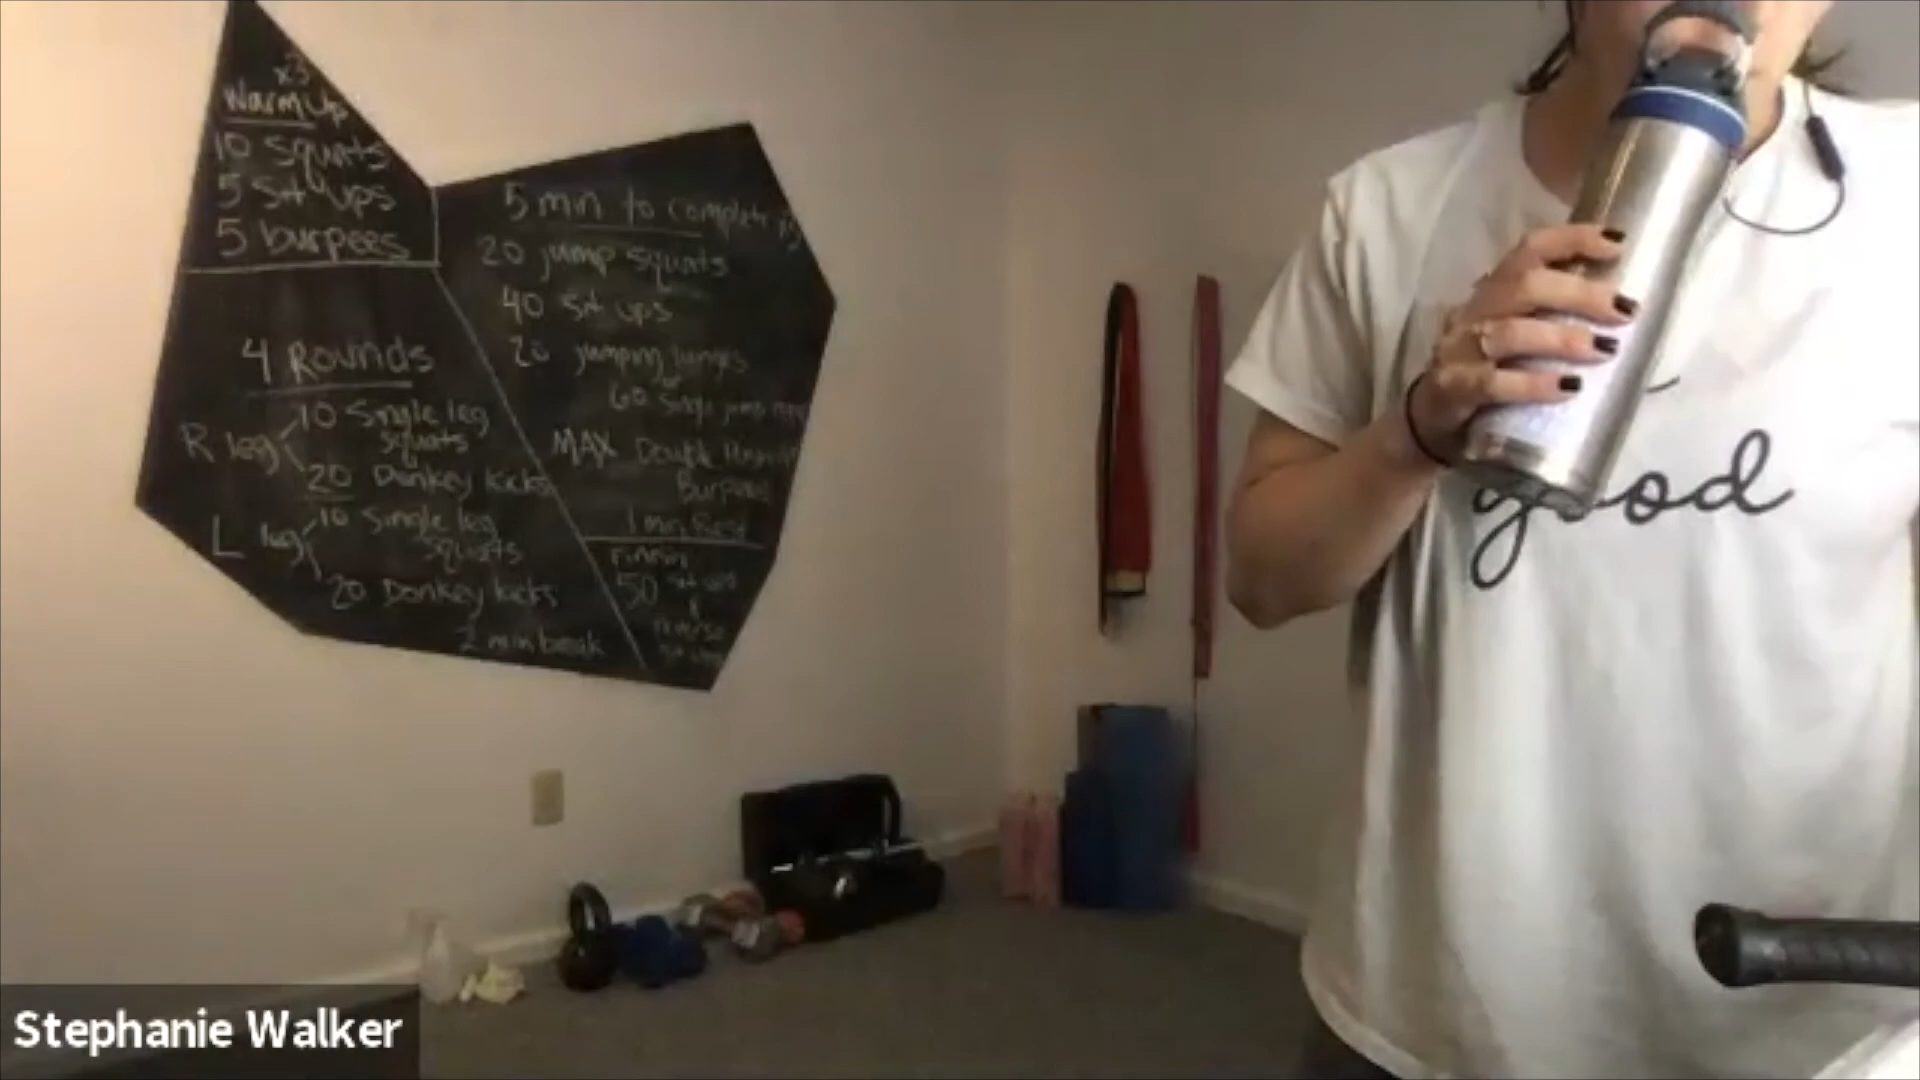 x3
Warm Up
10 squats
5 sit ups
5 burpees
4 Rounds
R leg
10 Single leg
squats
20 Donkey kicks
L leg
10 Single leg
squats
20 Donkey kicks
2 min break
5 min to complete
20 jump squats
40 sit ups
20 jumping lunges
or
60 single jump
MAX Double
Burpees
1 min Rest
50 sit ups
good
Stephanie Walker